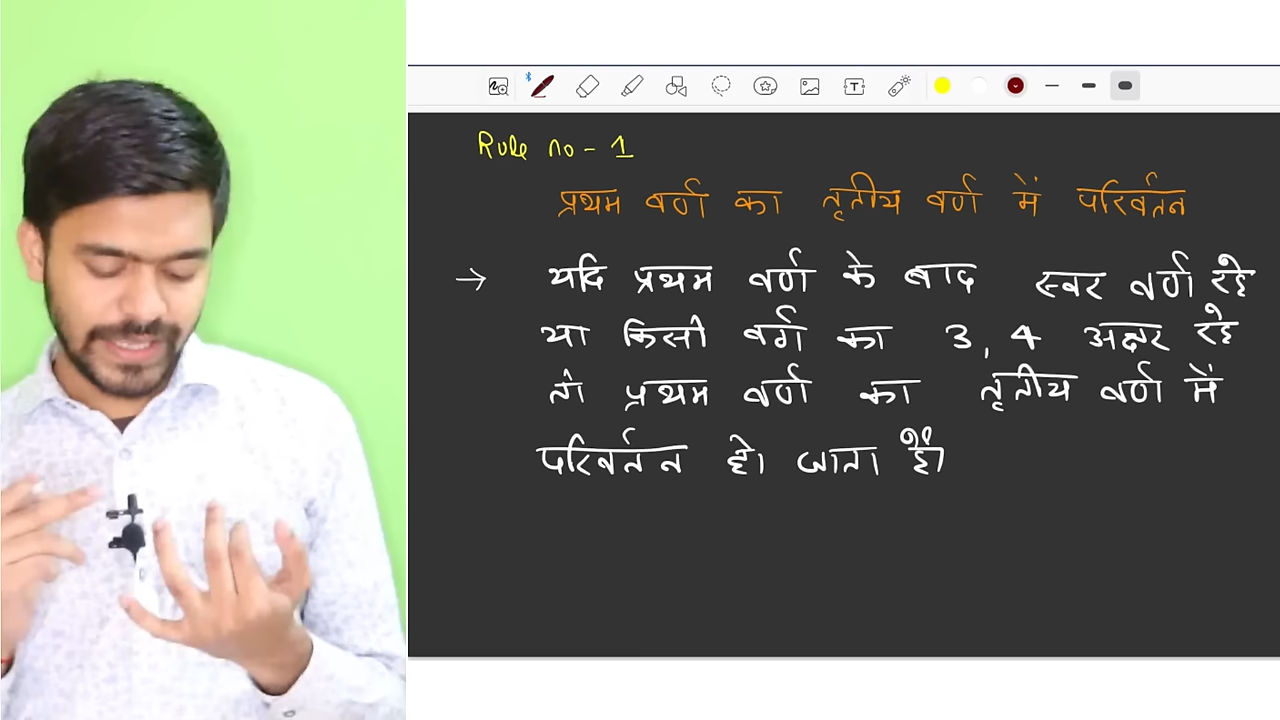 Rule no - 1
प्रथम वर्ण का तृतीय वर्ण में परिवर्तन
→ यदि प्रथम वर्ण के बाद स्वर वर्ण रहे
या किसी वर्ग का 3, 4 अक्षर रहे
तो प्रथम वर्ण का तृतीय वर्ण में
परिवर्तन हो जाता है।